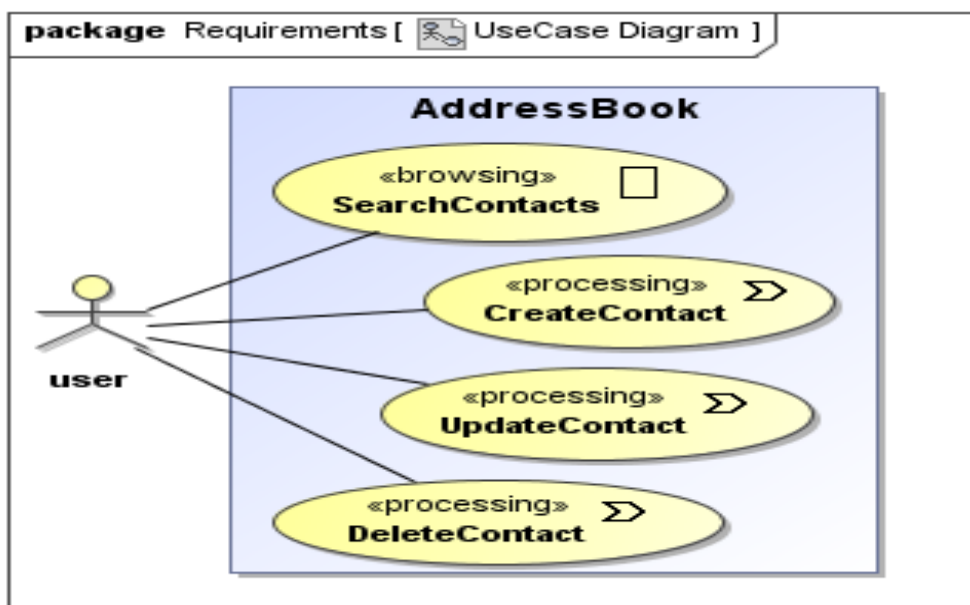 package Requirements [ UseCase Diagram ]
AddressBook
«browsing»
SearchContacts
«processing»
CreateContact
user
«processing»
UpdateContact
«processing»
DeleteContact